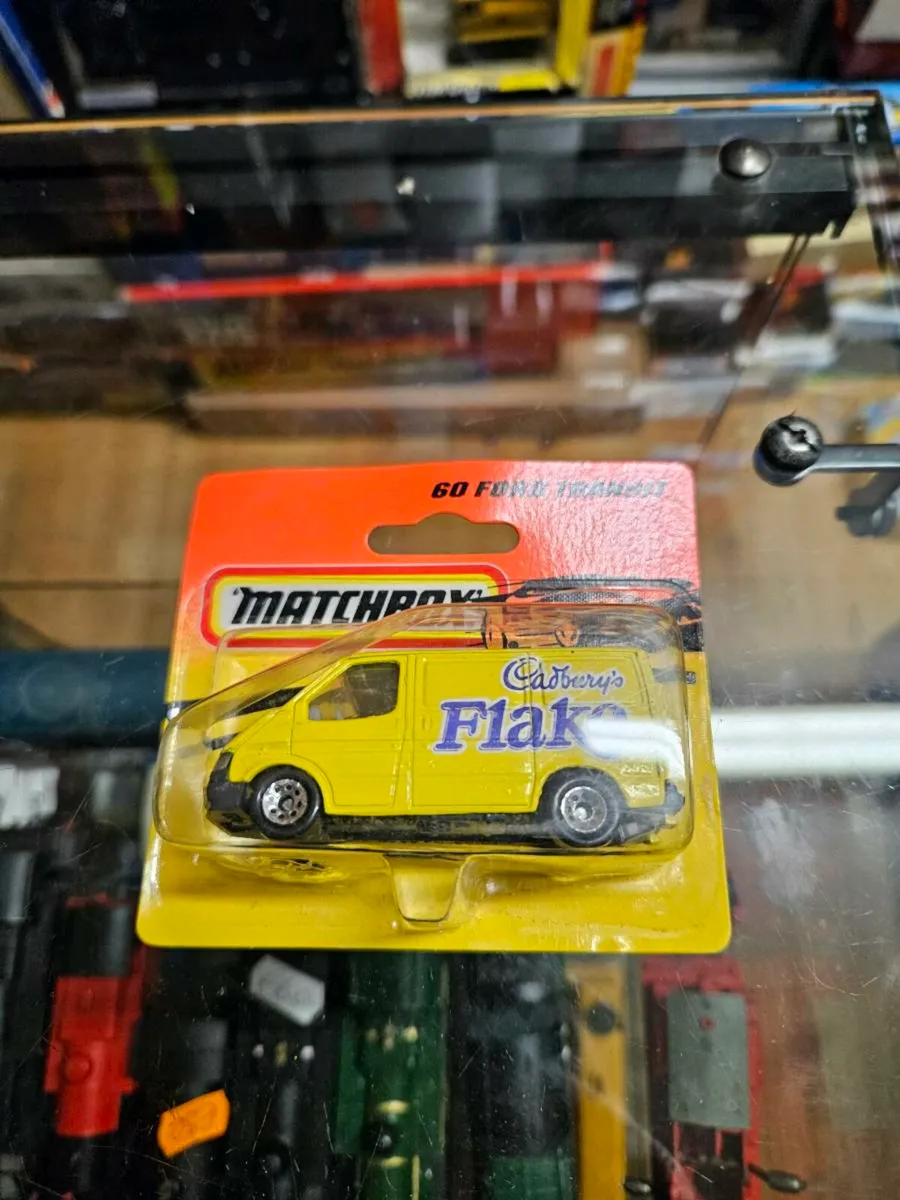 60 FORD TRANSIT
'MATCHBOX'
Cadbury's
Flake